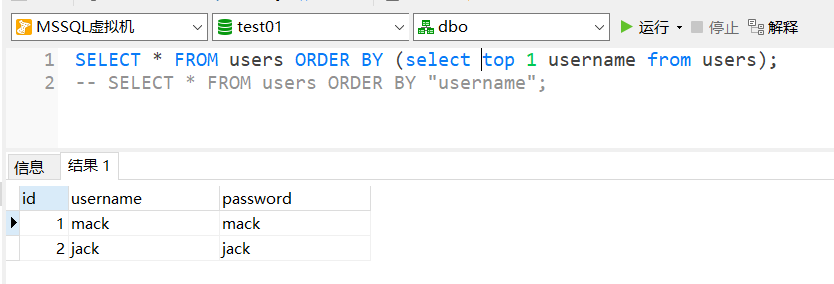 MSSQL虚拟机 test01 dbo 运行 停止 解释
1 SELECT * FROM users ORDER BY (select top 1 username from users);
2 -- SELECT * FROM users ORDER BY "username";
信息 结果 1
id username password
1 mack mack
2 jack jack